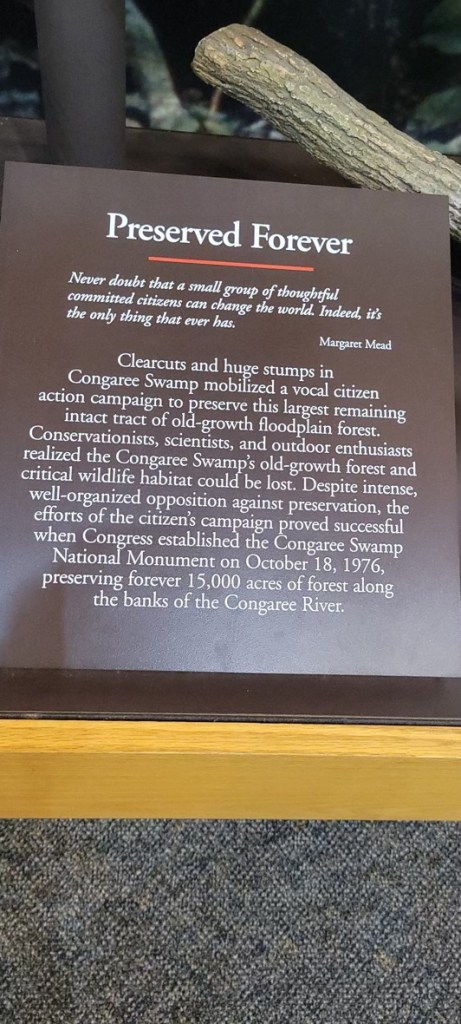 Preserved Forever
Never doubt that a small group of thoughtful
committed citizens can change the world. Indeed, it's
the only thing that ever has.
Margaret Mead
Clearcuts and huge stumps in
Congaree Swamp mobilized a vocal citizen
action campaign to preserve this largest remaining
intact tract of old-growth floodplain forest.
Conservationists, scientists, and outdoor enthusiasts
realized the Congaree Swamp's old-growth forest and
critical wildlife habitat could be lost. Despite intense,
well-organized opposition against preservation, the
efforts of the citizen's campaign proved successful
when Congress established the Congaree Swamp
National Monument on October 18, 1976,
preserving forever 15,000 acres of forest along
the banks of the Congaree River.